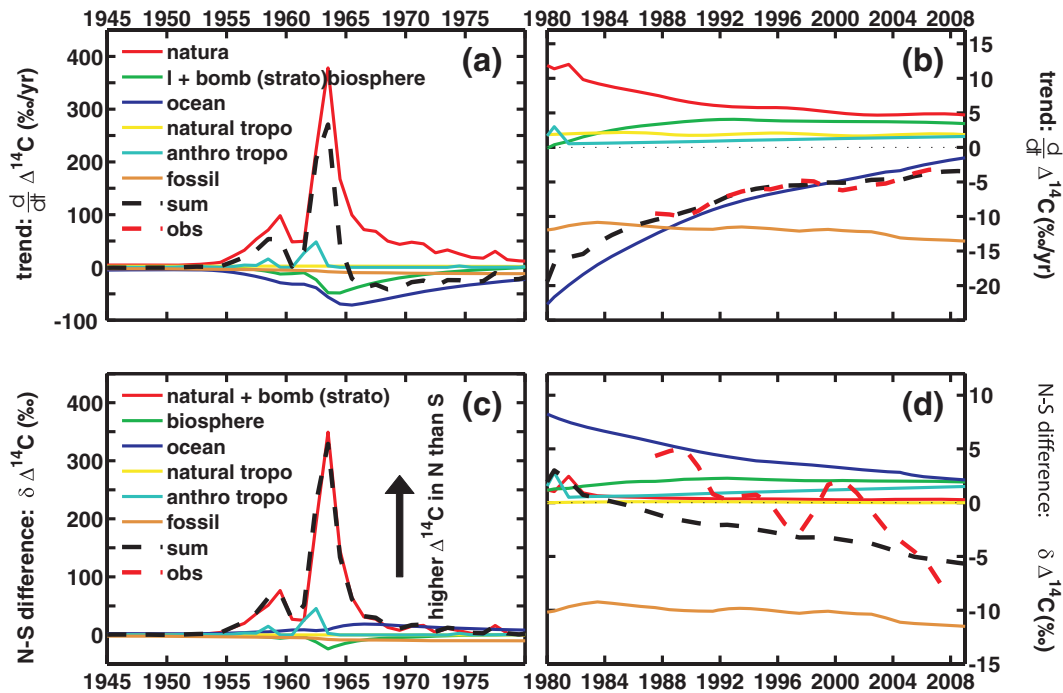 1945 1950 1955 1960 1965 1970 1975
1980 1984 1988 1992 1996 2000 2004 2008
(a)
400
300
200
100
0
-100
trend: d/dt Δ¹⁴C (‰/yr)
natura
l + bomb (strato)biosphere
ocean
natural tropo
anthro tropo
fossil
sum
obs
(b)
15
10
5
0
-5
-10
-15
-20
trend: d/dt Δ¹⁴C (‰/yr)
(c)
400
300
200
100
0
N-S difference: δ Δ¹⁴C (‰)
natural + bomb (strato)
biosphere
ocean
natural tropo
anthro tropo
fossil
sum
obs
higher Δ¹⁴C in N than S
(d)
10
5
0
-5
-10
-15
N-S difference: δ Δ¹⁴C (‰)
1945 1950 1955 1960 1965 1970 1975
1980 1984 1988 1992 1996 2000 2004 2008